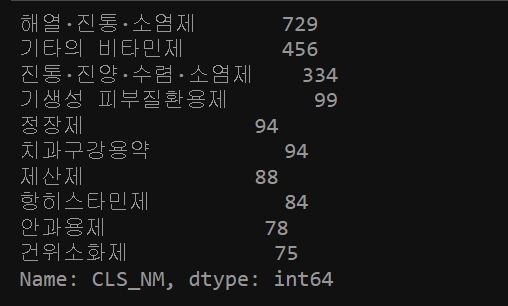 해열·진통·소염제 729
기타의 비타민제 456
진통·진양·수렴·소염제 334
기생성 피부질환용제 99
정장제 94
치과구강용약 94
제산제 88
항히스타민제 84
안과용제 78
건위소화제 75
Name: CLS_NM, dtype: int64